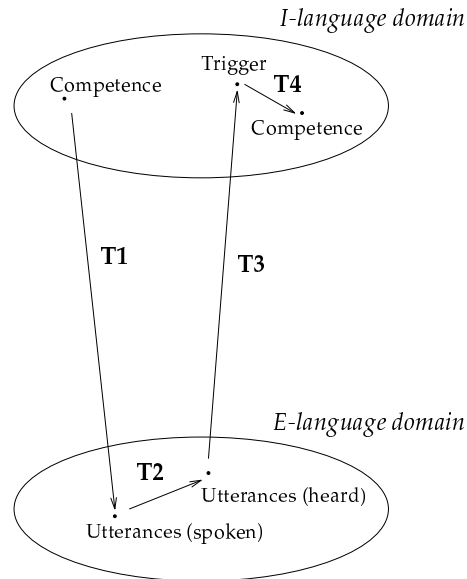 I-language domain
Trigger
Competence
T4
Competence
T1
T3
E-language domain
T2
Utterances (heard)
Utterances (spoken)